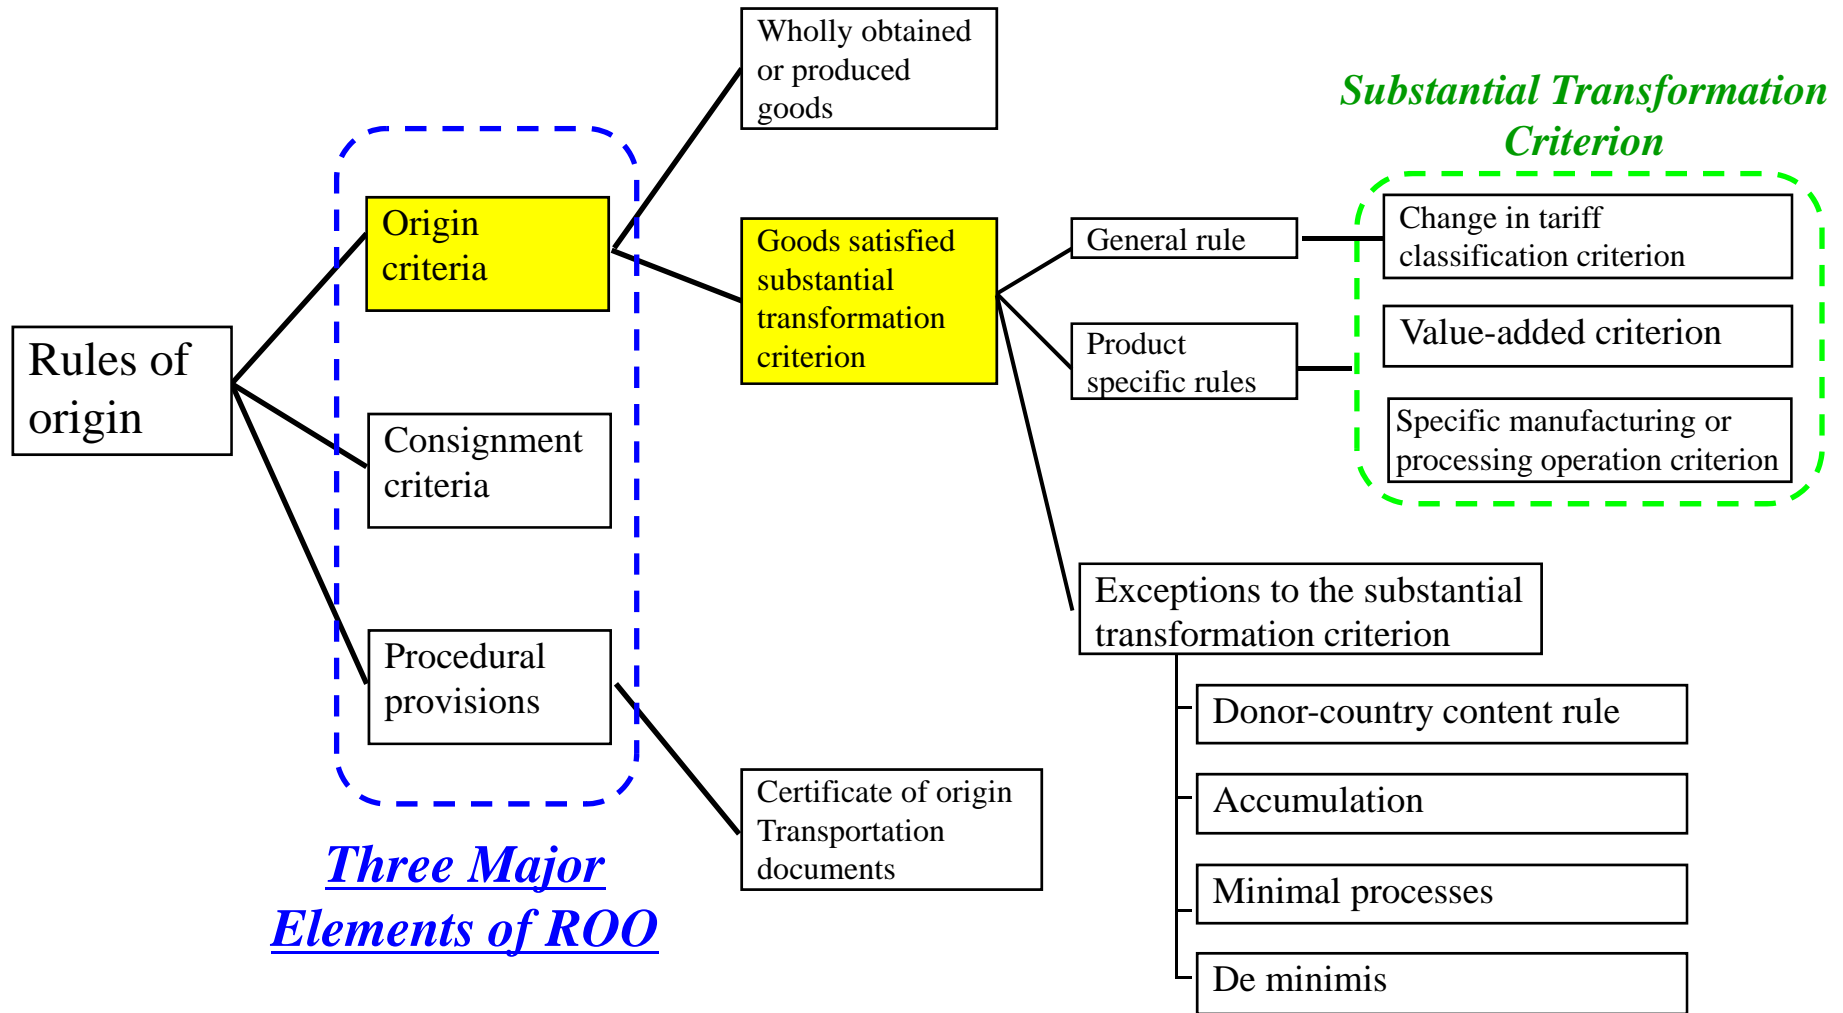 Rules of
origin
Origin
criteria
Consignment
criteria
Procedural
provisions
Three Major
Elements of ROO
Wholly obtained
or produced
goods
Goods satisfied
substantial
transformation
criterion
Certificate of origin
Transportation
documents
General rule
Product
specific rules
Substantial Transformation
Criterion
Change in tariff
classification criterion
Value-added criterion
Specific manufacturing or
processing operation criterion
Exceptions to the substantial
transformation criterion
Donor-country content rule
Accumulation
Minimal processes
De minimis